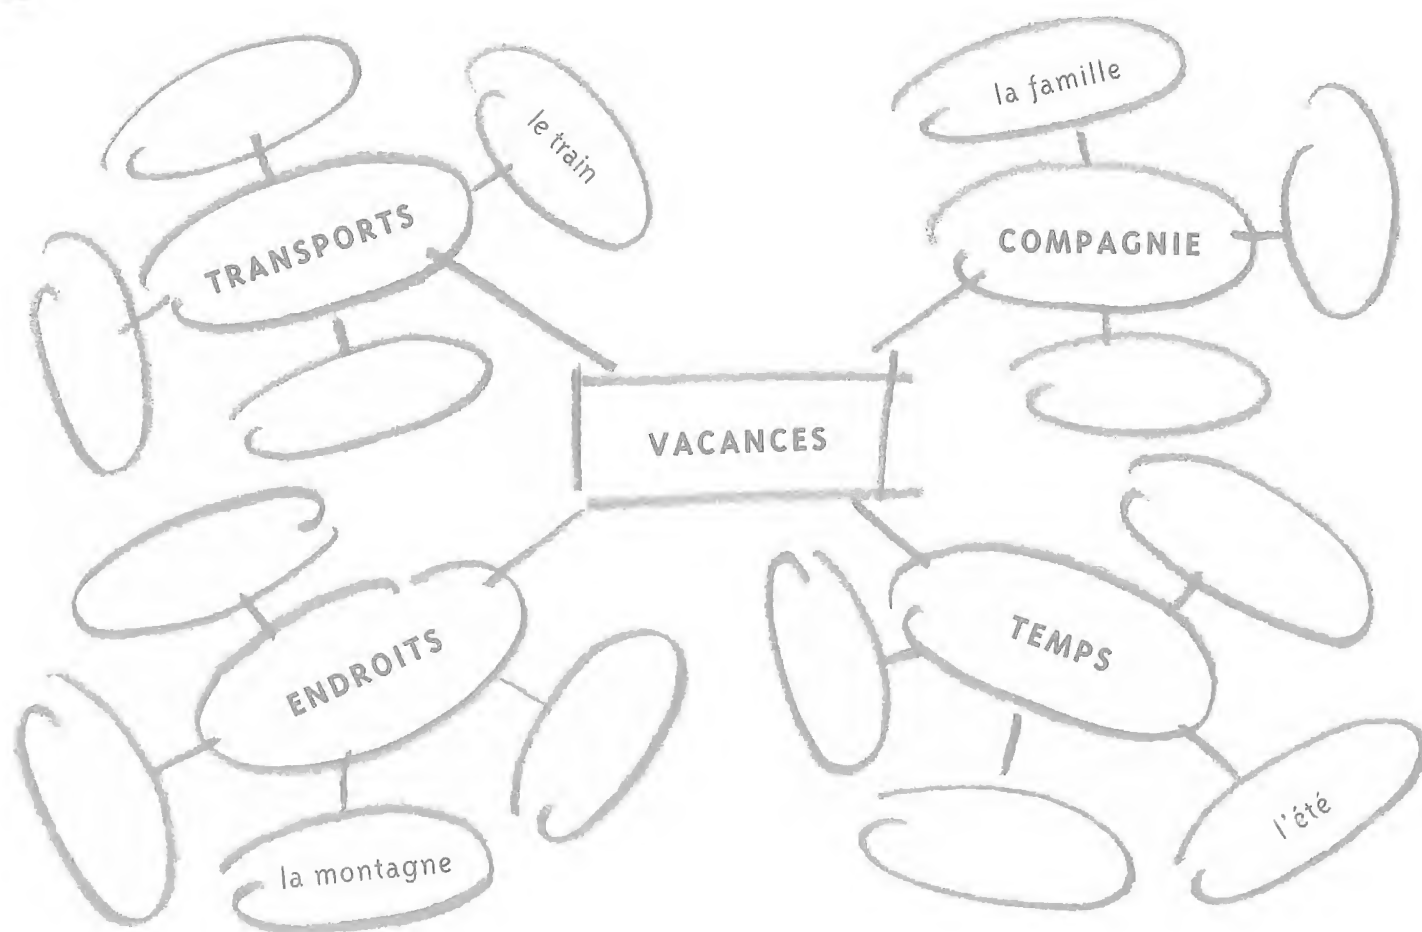 la famille
le train
TRANSPORTS
COMPAGNIE
VACANCES
ENDROITS
TEMPS
la montagne
l'été